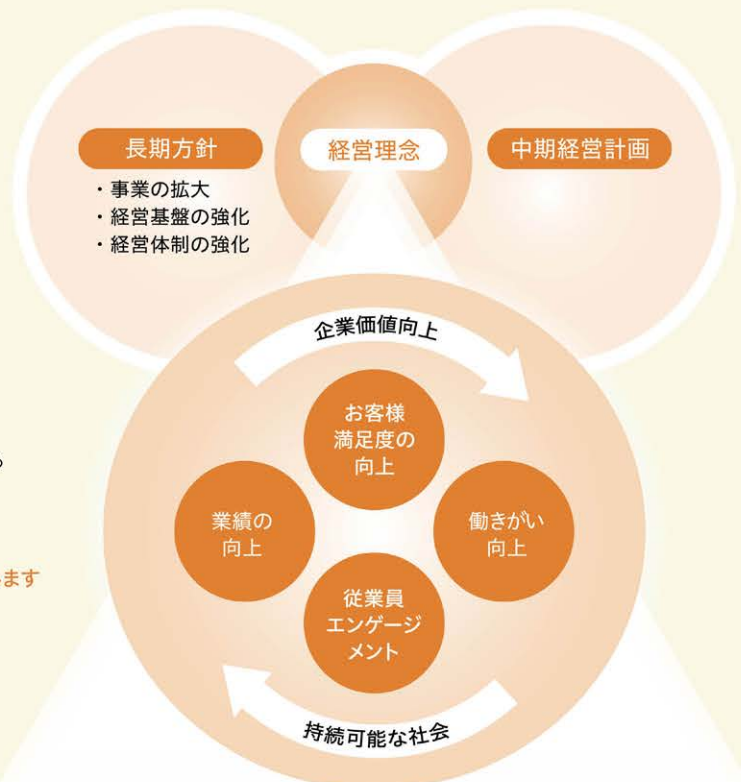 長期方針
・事業の拡大
・経営基盤の強化
・経営体制の強化
経営理念
中期経営計画
企業価値向上
お客様
満足度の
向上
業績の
向上
働きがい
向上
従業員
エンゲージ
メント
持続可能な社会
。
ます